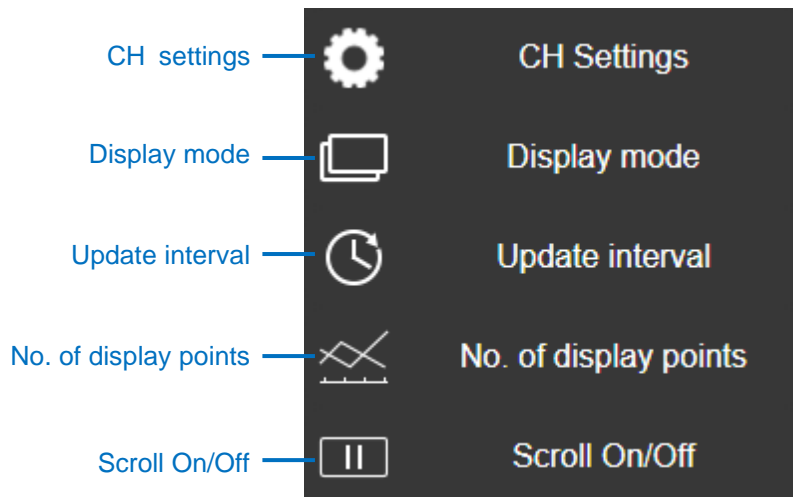 CH settings CH Settings
Display mode Display mode
Update interval Update interval
No. of display points No. of display points
Scroll On/Off Scroll On/Off